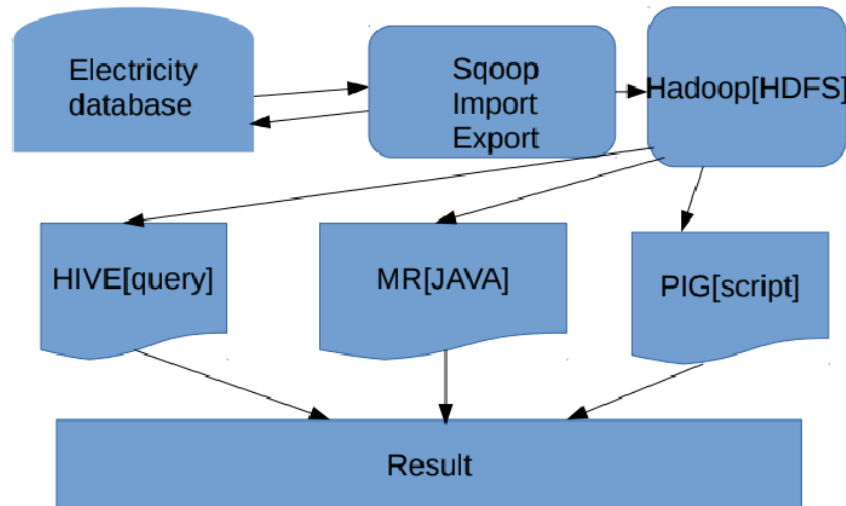 Electricity
database
Sqoop
Import
Export
Hadoop[HDFS]
HIVE[query]
MR[JAVA]
PIG[script]
Result